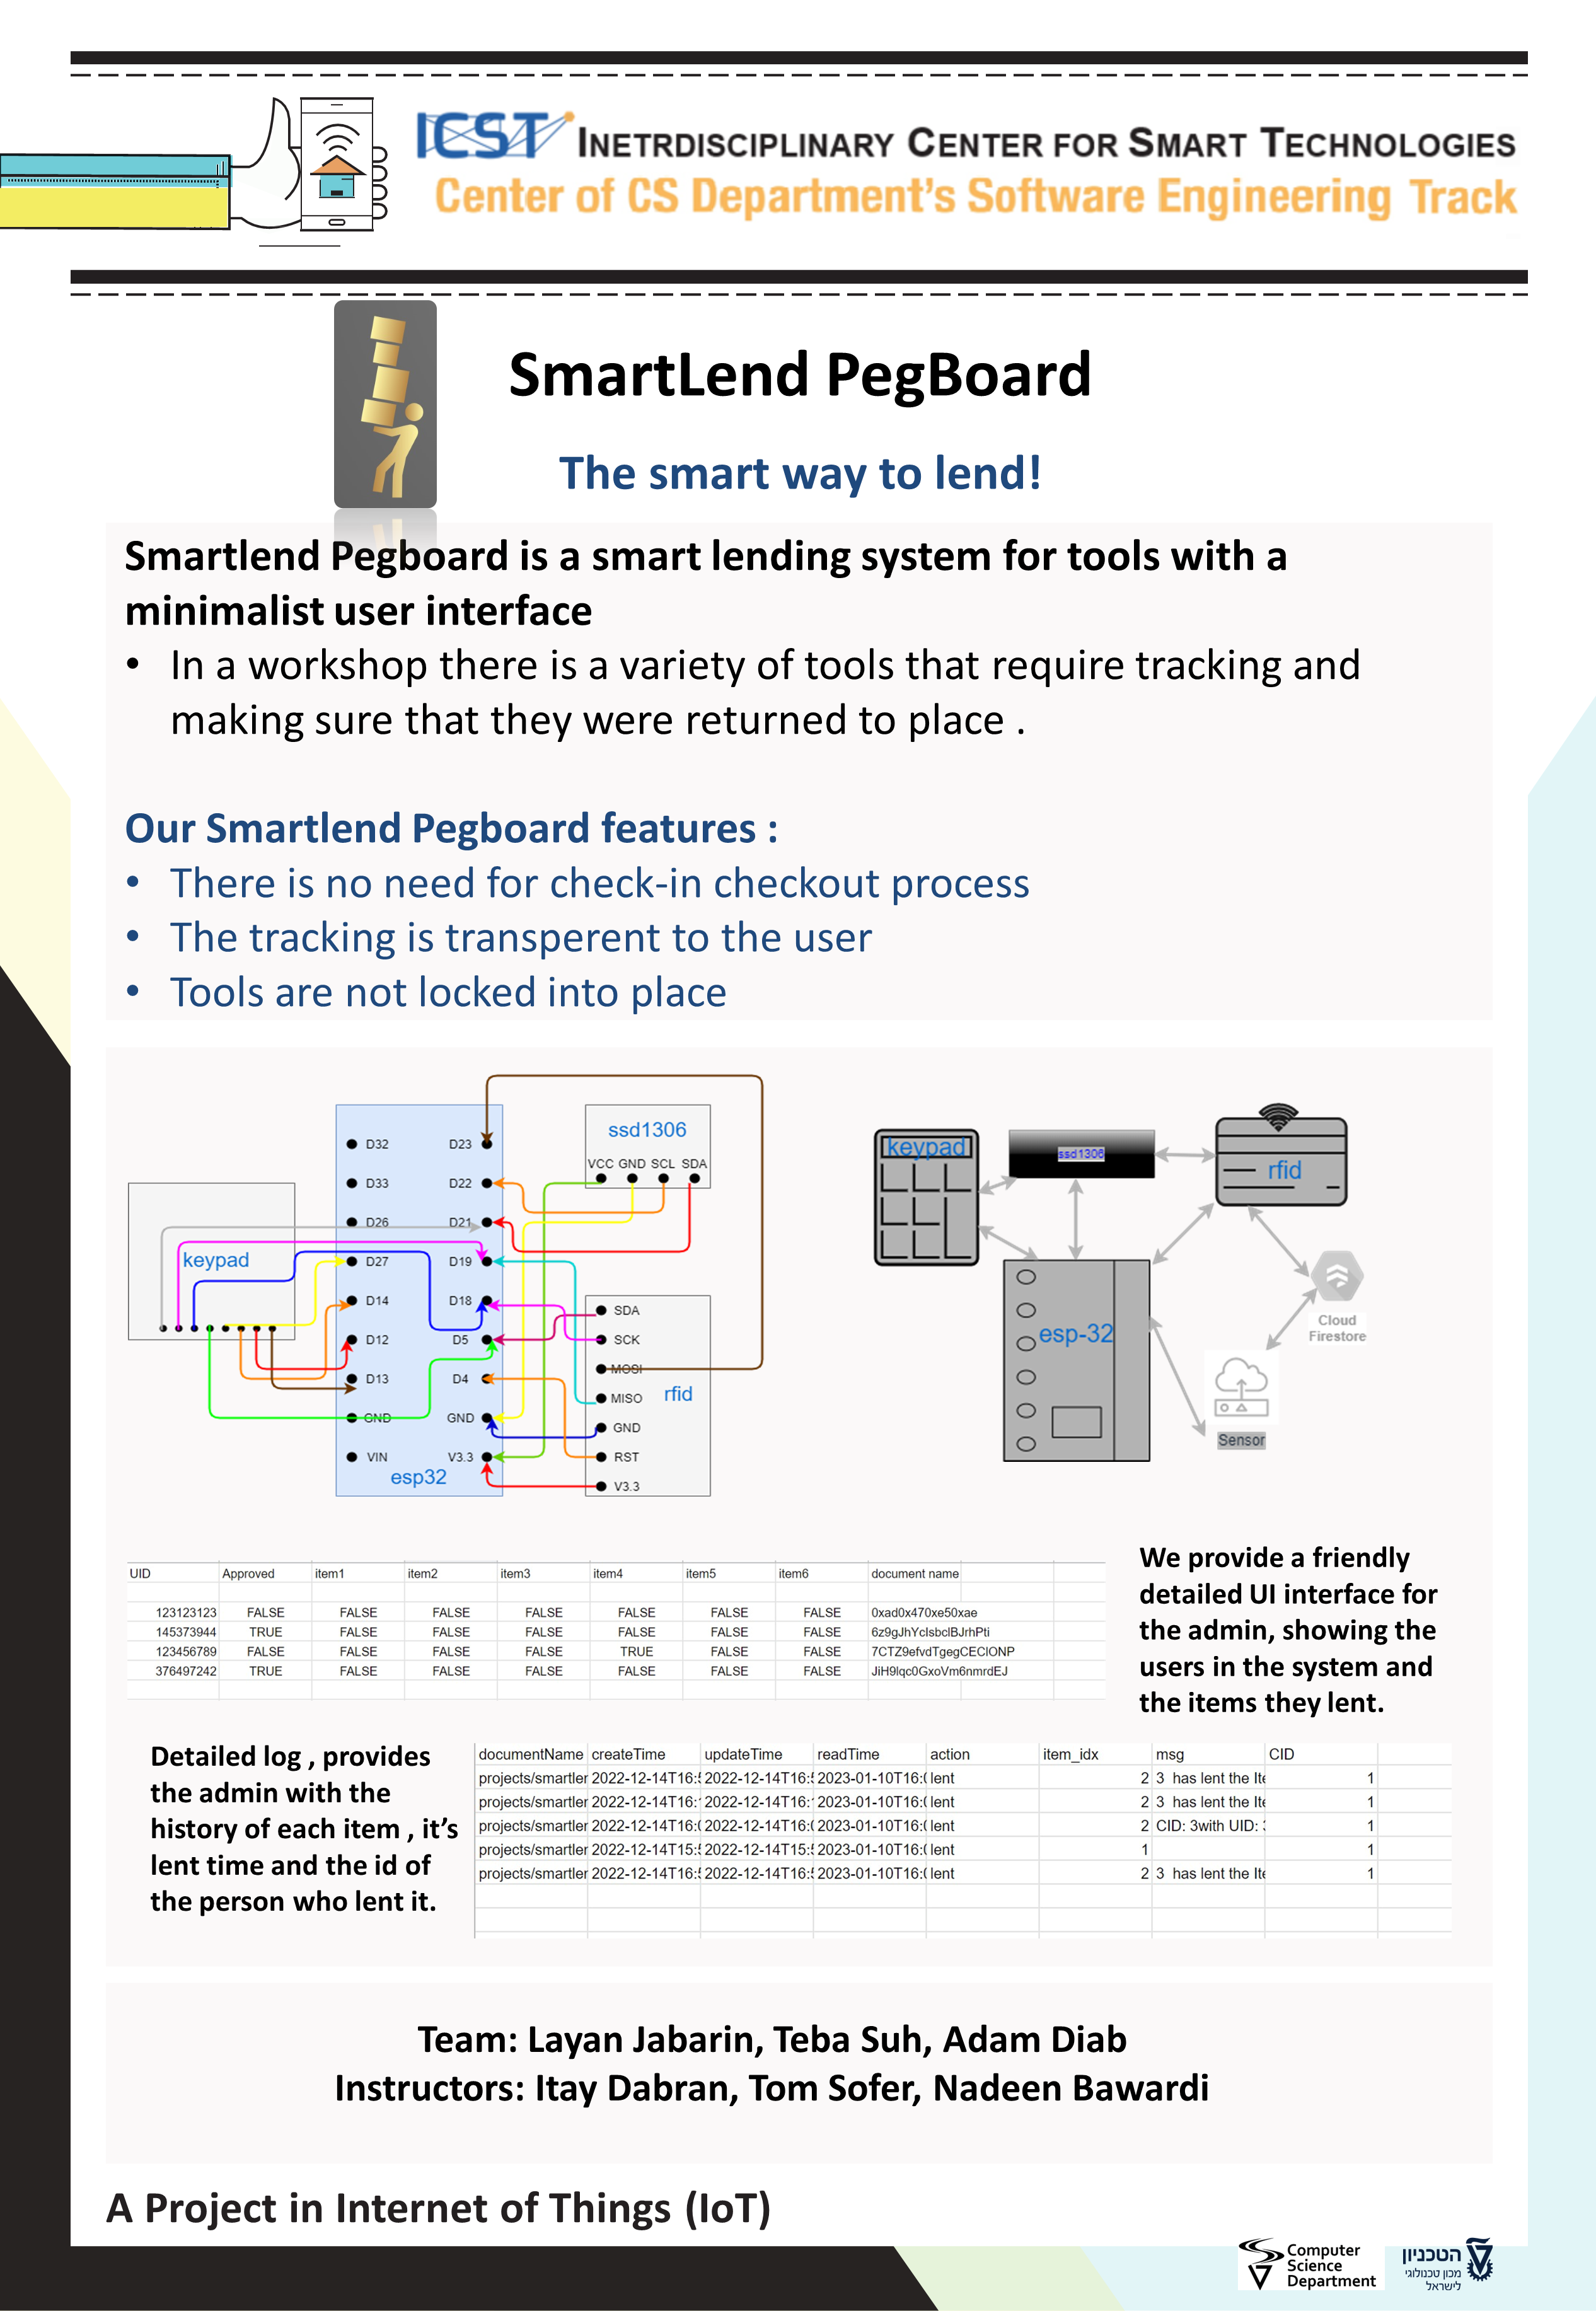 ICST INETRDISCIPLINARY CENTER FOR SMART TECHNOLOGIES
Center of CS Department's Software Engineering Track
SmartLend PegBoard
The smart way to lend!
Smartlend Pegboard is a smart lending system for tools with a
minimalist user interface
• In a workshop there is a variety of tools that require tracking and
making sure that they were returned to place .
Our Smartlend Pegboard features :
• There is no need for check-in checkout process
• The tracking is transperent to the user
• Tools are not locked into place
keypad
D32 D23
D33 D22
D26 D21
D27 D19
D14 D18
D12 D5
D13 D4
GND GND
VIN V3.3
esp32
ssd1306
VCC GND SCL SDA
SDA
SCK
MOSI
MISO
GND
RST
V3.3
rfid
keypad
ssd1306
rfid
esp-32
Cloud
Firestore
Sensor
UID Approved item1 item2 item3 item4 item5 item6 document name
123123123 FALSE FALSE FALSE FALSE FALSE FALSE FALSE 0xad0x470xe50xae
145373944 TRUE FALSE FALSE FALSE FALSE FALSE FALSE 6z9gJhYclsbclBJrhPti
123456789 FALSE FALSE FALSE FALSE TRUE FALSE FALSE 7CTZ9efvdTgegCEClONP
376497242 TRUE FALSE FALSE FALSE FALSE FALSE FALSE JiH9lqc0GxoVm6nmrdEJ
We provide a friendly
detailed UI interface for
the admin, showing the
users in the system and
the items they lent.
Detailed log , provides
the admin with the
history of each item , it's
lent time and the id of
the person who lent it.
documentName createTime updateTime readTime action item_idx msg CID
projects/smartler 2022-12-14T16:5 2022-12-14T16:5 2023-01-10T16:0 lent 2 3 has lent the Ite 1
projects/smartler 2022-12-14T16: 2022-12-14T16: 2023-01-10T16:0 lent 2 3 has lent the Ite 1
projects/smartler 2022-12-14T16:0 2022-12-14T16:0 2023-01-10T16:0 lent 2 CID: 3with UID: 1
projects/smartler 2022-12-14T15:5 2022-12-14T15:5 2023-01-10T16:0 lent 1 1
projects/smartler 2022-12-14T16:5 2022-12-14T16:5 2023-01-10T16:0 lent 2 3 has lent the Ite 1
Team: Layan Jabarin, Teba Suh, Adam Diab
Instructors: Itay Dabran, Tom Sofer, Nadeen Bawardi
A Project in Internet of Things (IoT)
Computer
Science
Department
הטכניון
מכון טכנולוגי
לישראל